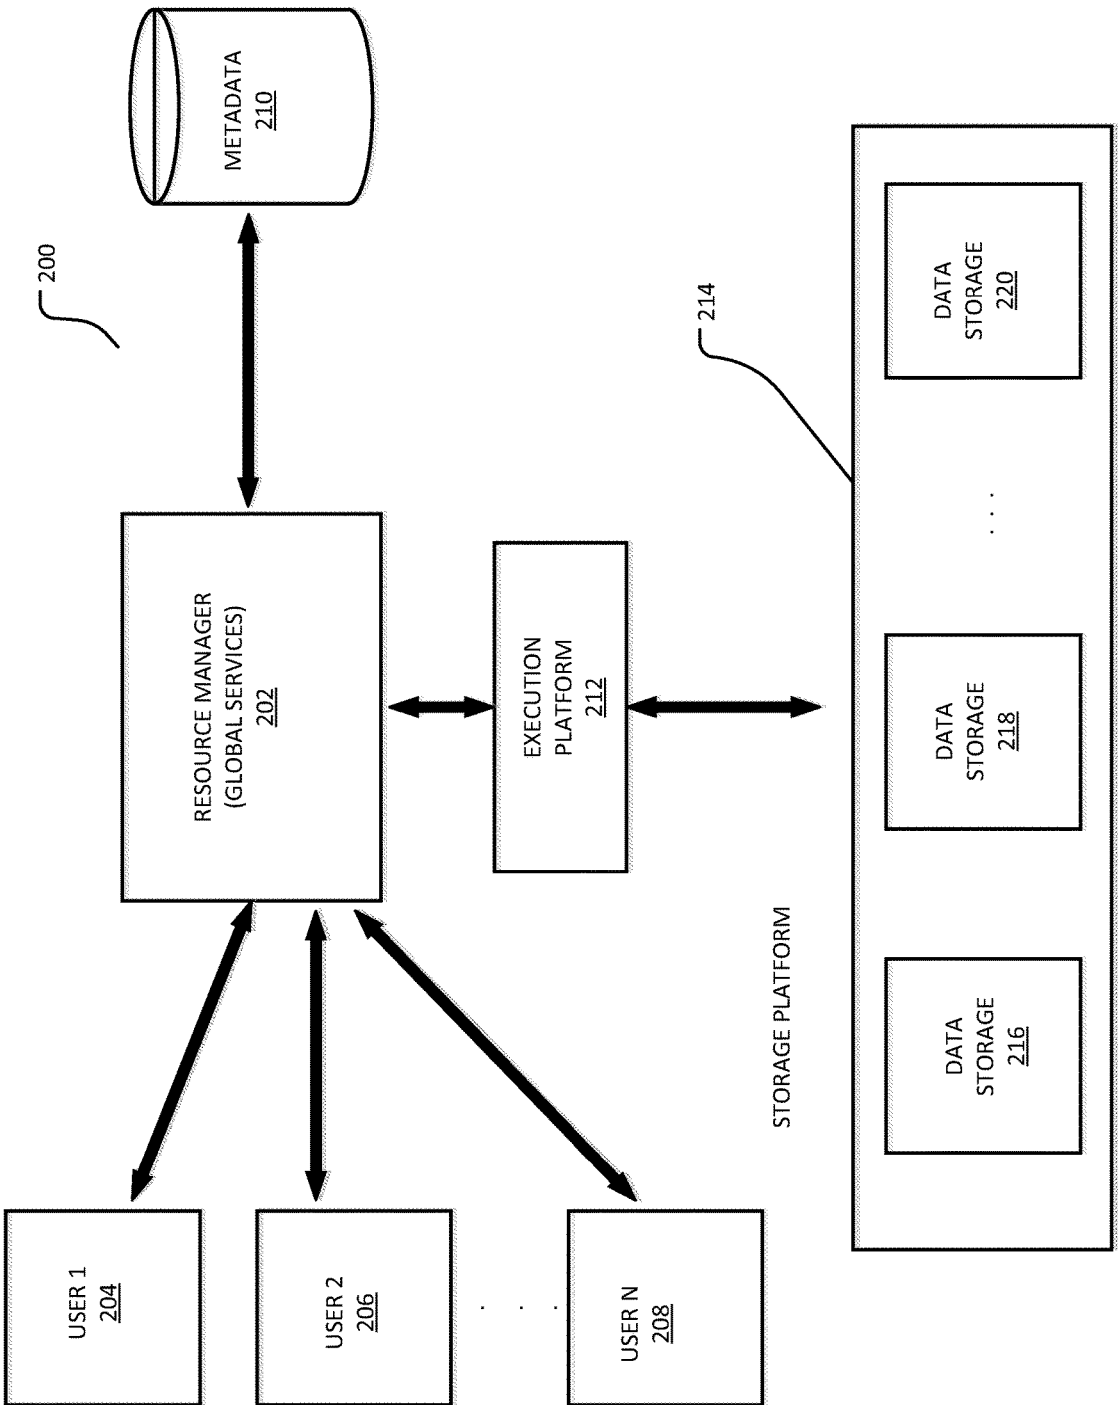 200
USER 1
204
USER 2
206
. . .
USER N
208
RESOURCE MANAGER
(GLOBAL SERVICES)
202
METADATA
210
EXECUTION
PLATFORM
212
STORAGE PLATFORM
214
DATA
STORAGE
216
DATA
STORAGE
218
. . .
DATA
STORAGE
220